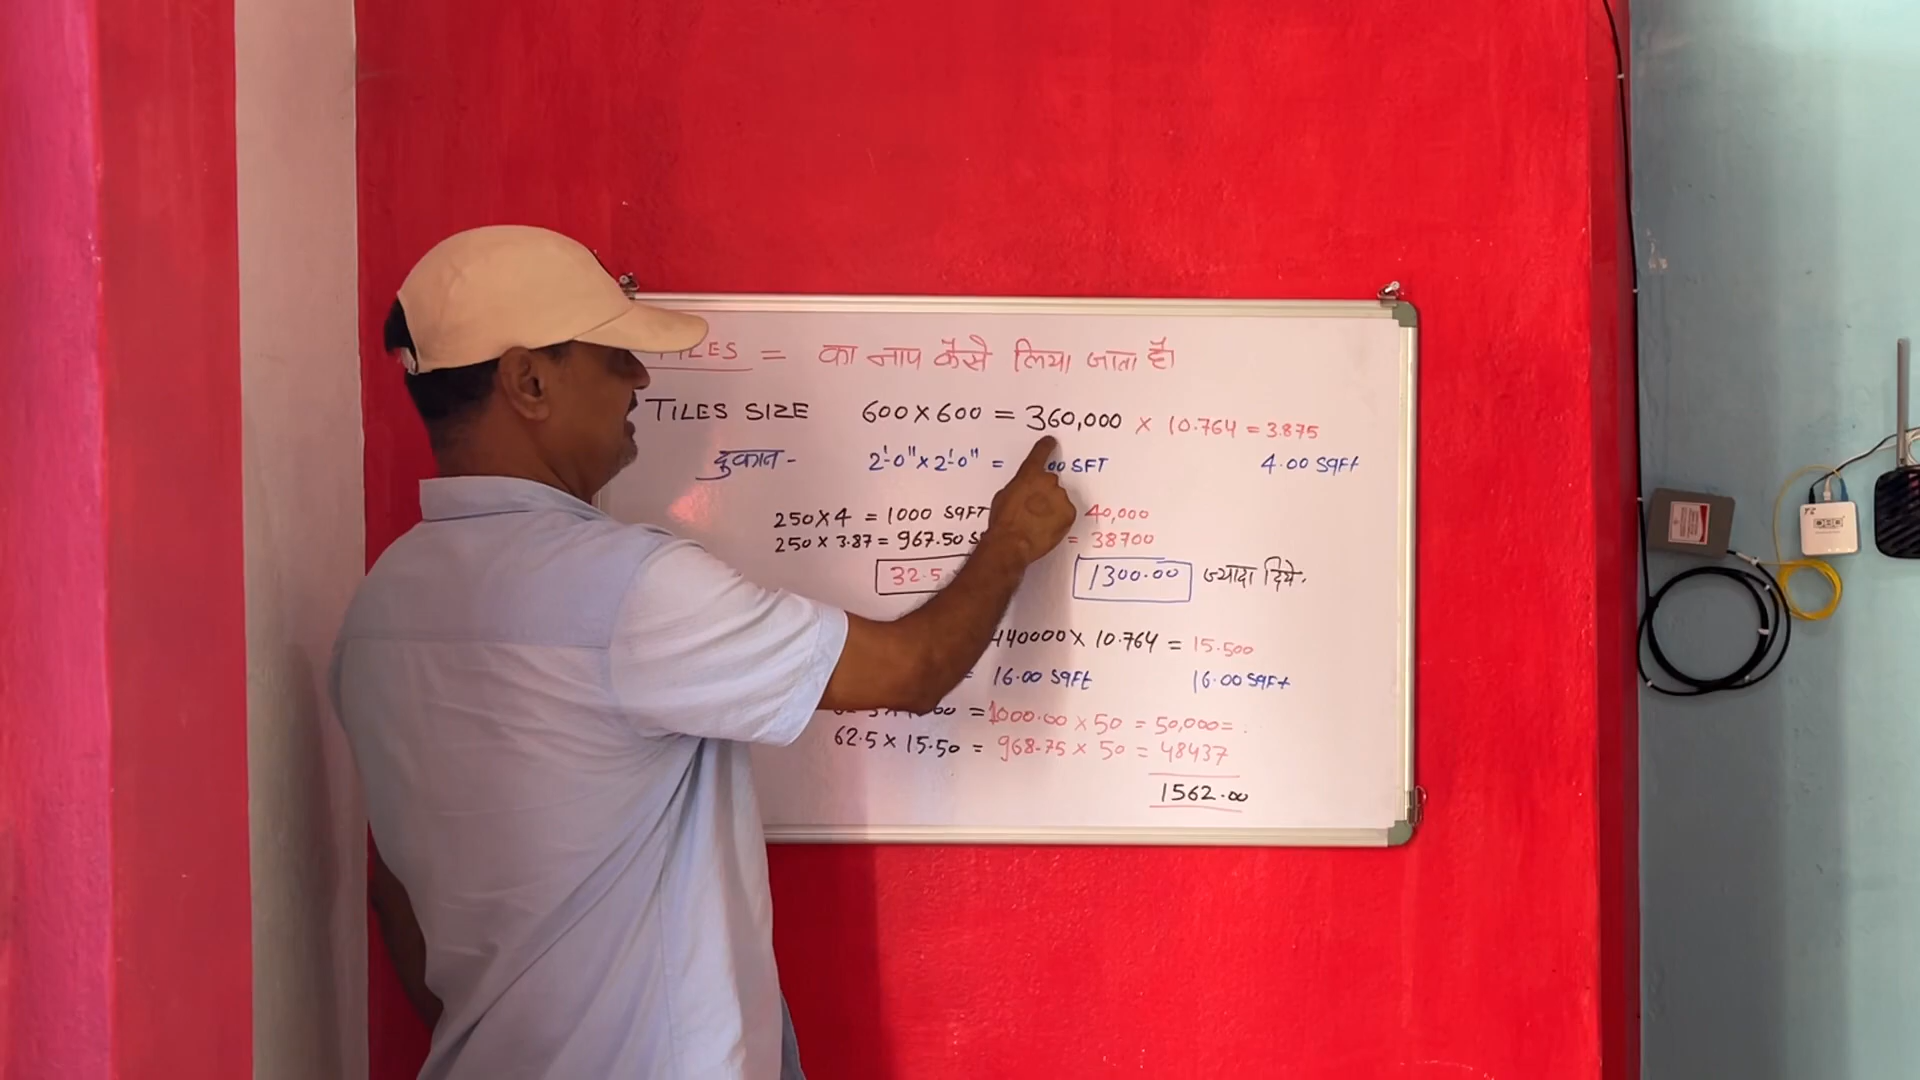 TILES = का नाप कैसे लिया जाता है।
TILES SIZE 600 x 600 = 360,000 x 10.764 = 3.875
दुकान - 2'-0" x 2'-0" = 00 SFT 4.00 SqFt
250 x 4 = 1000 SQFT 40,000
250 x 3.87 = 967.50 = 38700
32.5 1300.00 ज्यादा दिये.
440000 x 10.764 = 15.500
= 16.00 SqFt 16.00 SqFt
= 1000.00 x 50 = 50,000=
62.5 x 15.50 = 968.75 x 50 = 48437
1562.00